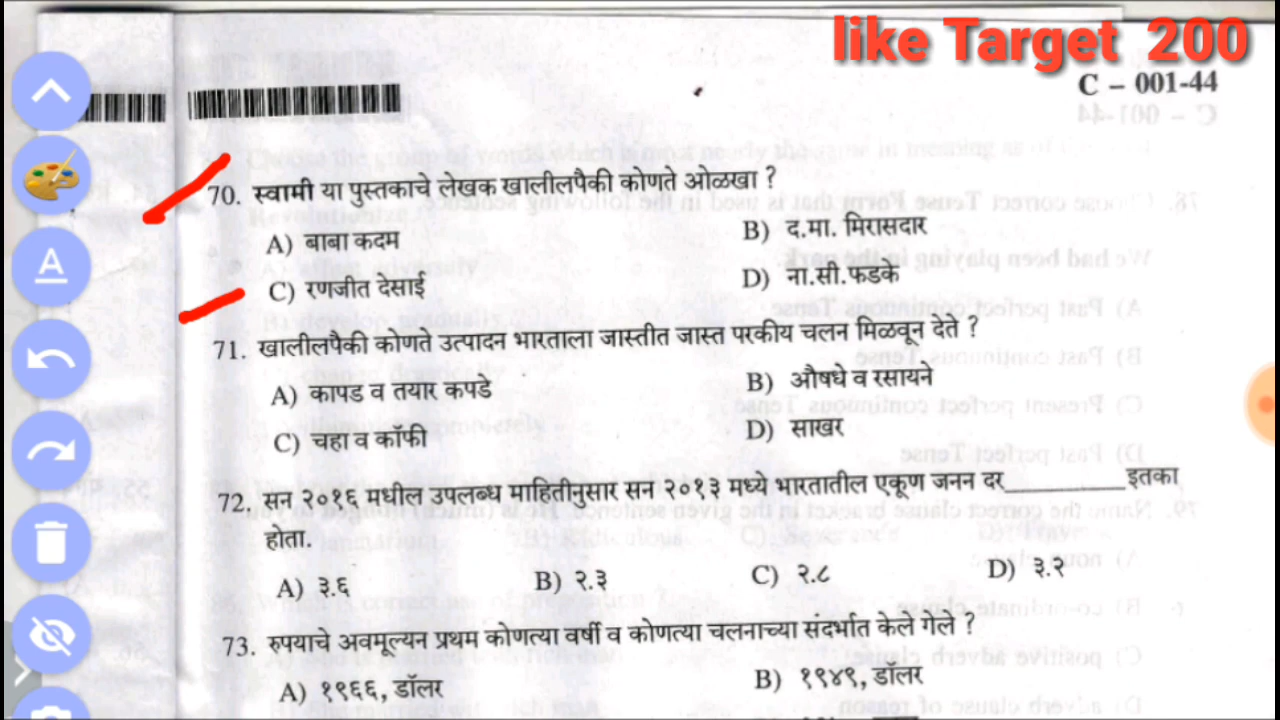 like Target 200
C – 001-44
70. स्वामी या पुस्तकाचे लेखक खालीलपैकी कोणते ओळखा ?
A) बाबा कदम
B) द.मा. मिरासदार
C) रणजीत देसाई
D) ना.सी.फडके
71. खालीलपैकी कोणते उत्पादन भारताला जास्तीत जास्त परकीय चलन मिळवून देते ?
A) कापड व तयार कपडे
B) औषधे व रसायने
C) चहा व कॉफी
D) साखर
72. सन २०१६ मधील उपलब्ध माहितीनुसार सन २०१३ मध्ये भारतातील एकूण जनन दर__________इतका
होता.
A) ३.६
B) २.३
C) २.८
D) ३.२
73. रुपयाचे अवमूल्यन प्रथम कोणत्या वर्षी व कोणत्या चलनाच्या संदर्भात केले गेले ?
A) १९६६, डॉलर
B) १९४९, डॉलर